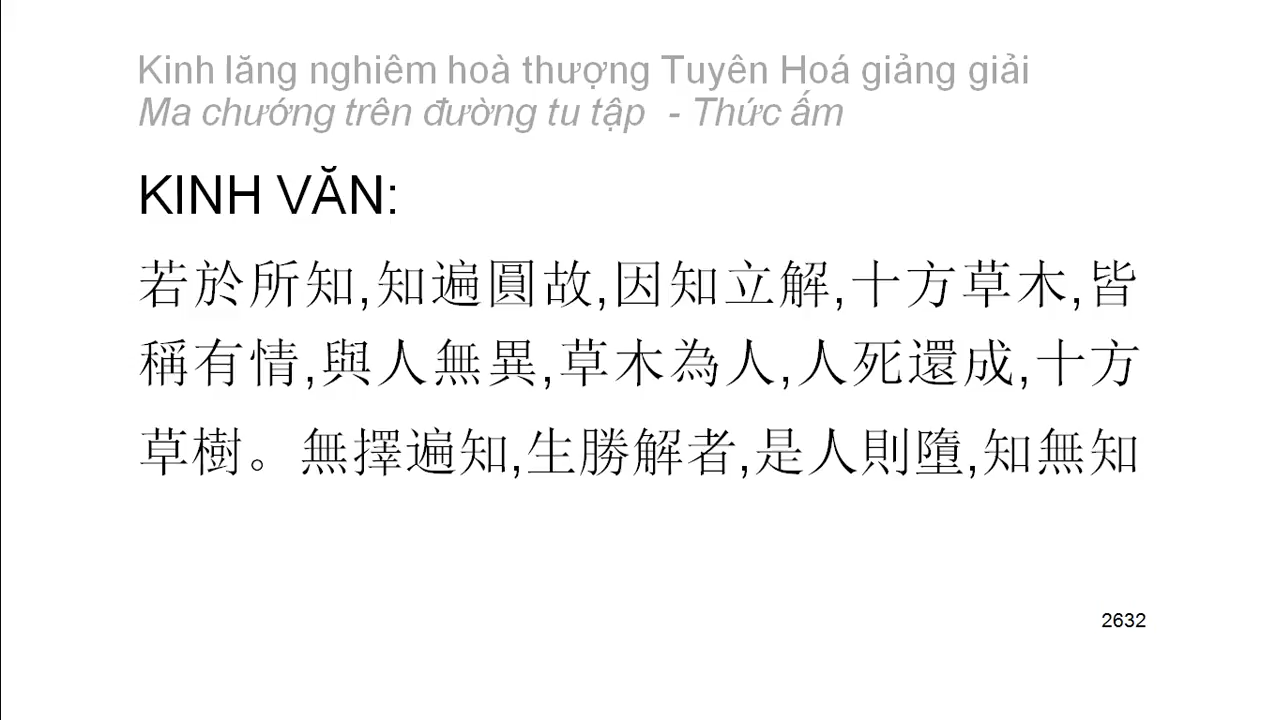 Kinh lăng nghiêm hoà thượng Tuyên Hoá giảng giải
Ma chướng trên đường tu tập - Thức ấm
KINH VĂN:
若於所知,知遍圓故,因知立解,十方草木,皆
稱有情,與人無異,草木為人,人死還成,十方
草樹。無擇遍知,生勝解者,是人則墮,知無知
2632